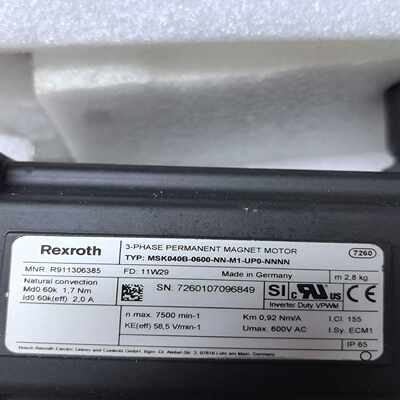 Rexroth
3-PHASE PERMANENT MAGNET MOTOR
TYP: MSK040B-0600-NN-M1-UP0-NNNN
7260
MNR. R911306385
FD: 11W29
m 2,8 kg
Natural convection
Md0 60k 1,7 Nm
Id0 60k(eff) 2,0 A
SN. 7260107096849
SI
c US
CE
Inverter Duty VPWM
n max. 7500 min-1
Km 0,92 Nm/A
I.Cl. 155
KE(eff) 58,5 V/min-1
Umax. 600V AC
I.Sy. ECM1
IP 65